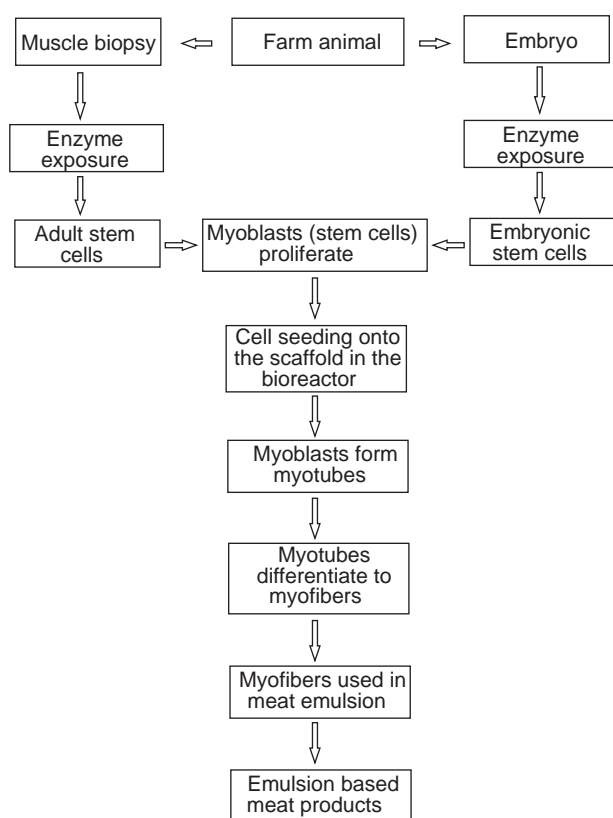 Muscle biopsy
Farm animal
Embryo
Enzyme
exposure
Enzyme
exposure
Adult stem
cells
Myoblasts (stem cells)
proliferate
Embryonic
stem cells
Cell seeding onto
the scaffold in the
bioreactor
Myoblasts form
myotubes
Myotubes
differentiate to
myofibers
Myofibers used in
meat emulsion
Emulsion based
meat products